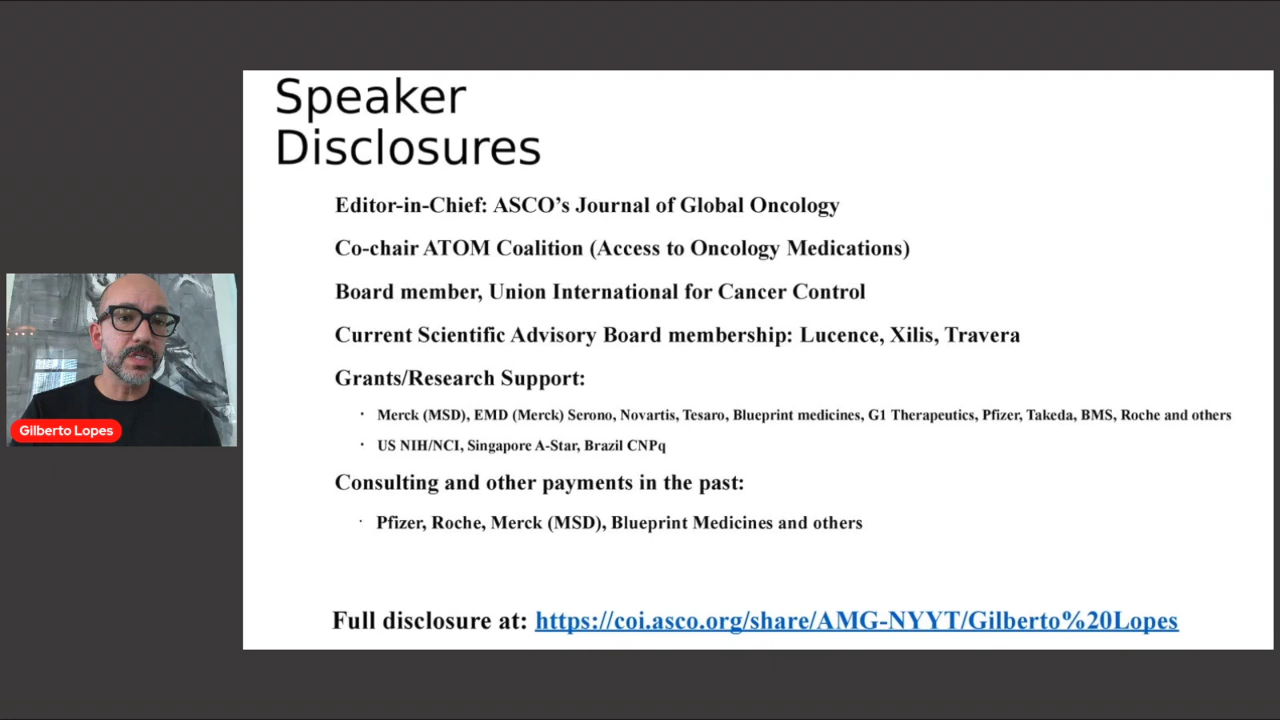 Speaker
Disclosures
Editor-in-Chief: ASCO’s Journal of Global Oncology
Co-chair ATOM Coalition (Access to Oncology Medications)
Board member, Union International for Cancer Control
Current Scientific Advisory Board membership: Lucence, Xilis, Travera
Grants/Research Support:
· Merck (MSD), EMD (Merck) Serono, Novartis, Tesaro, Blueprint medicines, G1 Therapeutics, Pfizer, Takeda, BMS, Roche and others
· US NIH/NCI, Singapore A-Star, Brazil CNPq
Consulting and other payments in the past:
· Pfizer, Roche, Merck (MSD), Blueprint Medicines and others
Full disclosure at: https://coi.asco.org/share/AMG-NYYT/Gilberto%20Lopes
Gilberto Lopes